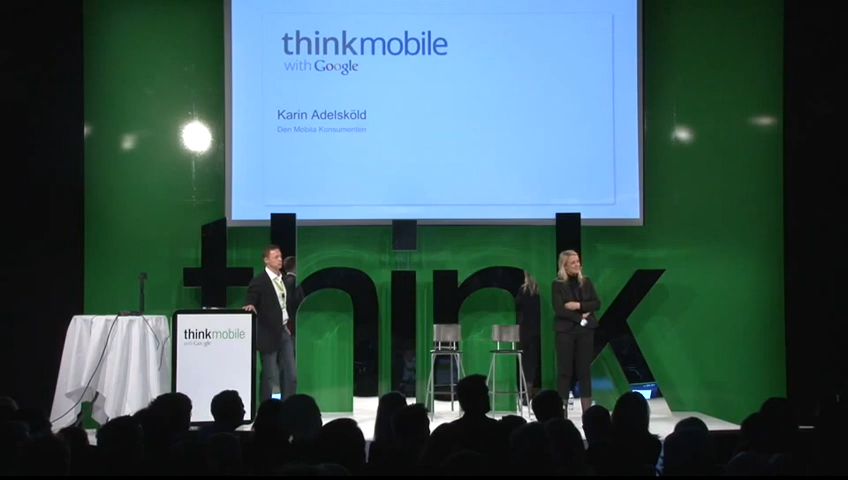 thinkmobile
with Google
Karin Adelsköld
Den Mobila Konsumenten
think
thinkmobile
with Google